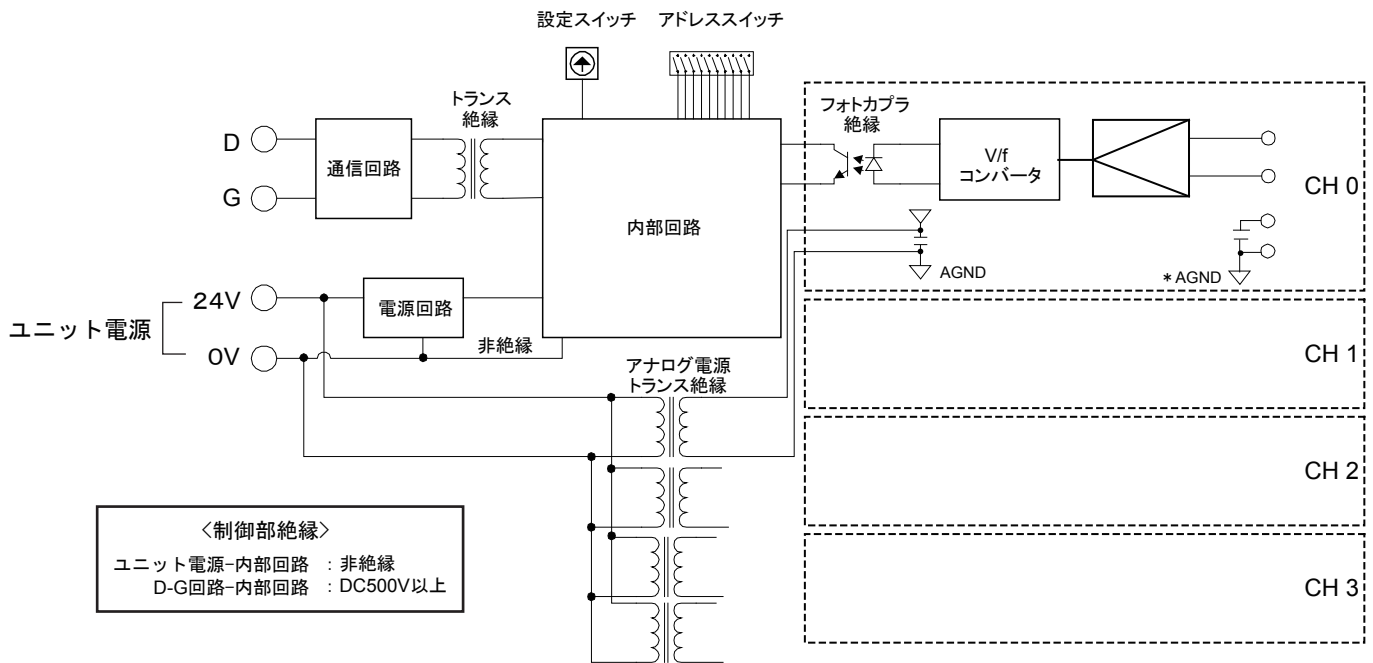 設定スイッチ
アドレススイッチ
トランス
絶縁
フォトカプラ
絶縁
D
通信回路
V/f
コンバータ
CH 0
G
内部回路
AGND
*AGND
24V
電源回路
ユニット電源
0V
非絶縁
CH 1
アナログ電源
トランス絶縁
CH 2
<制御部絶縁>
ユニット電源-内部回路 : 非絶縁
D-G回路-内部回路 : DC500V以上
CH 3